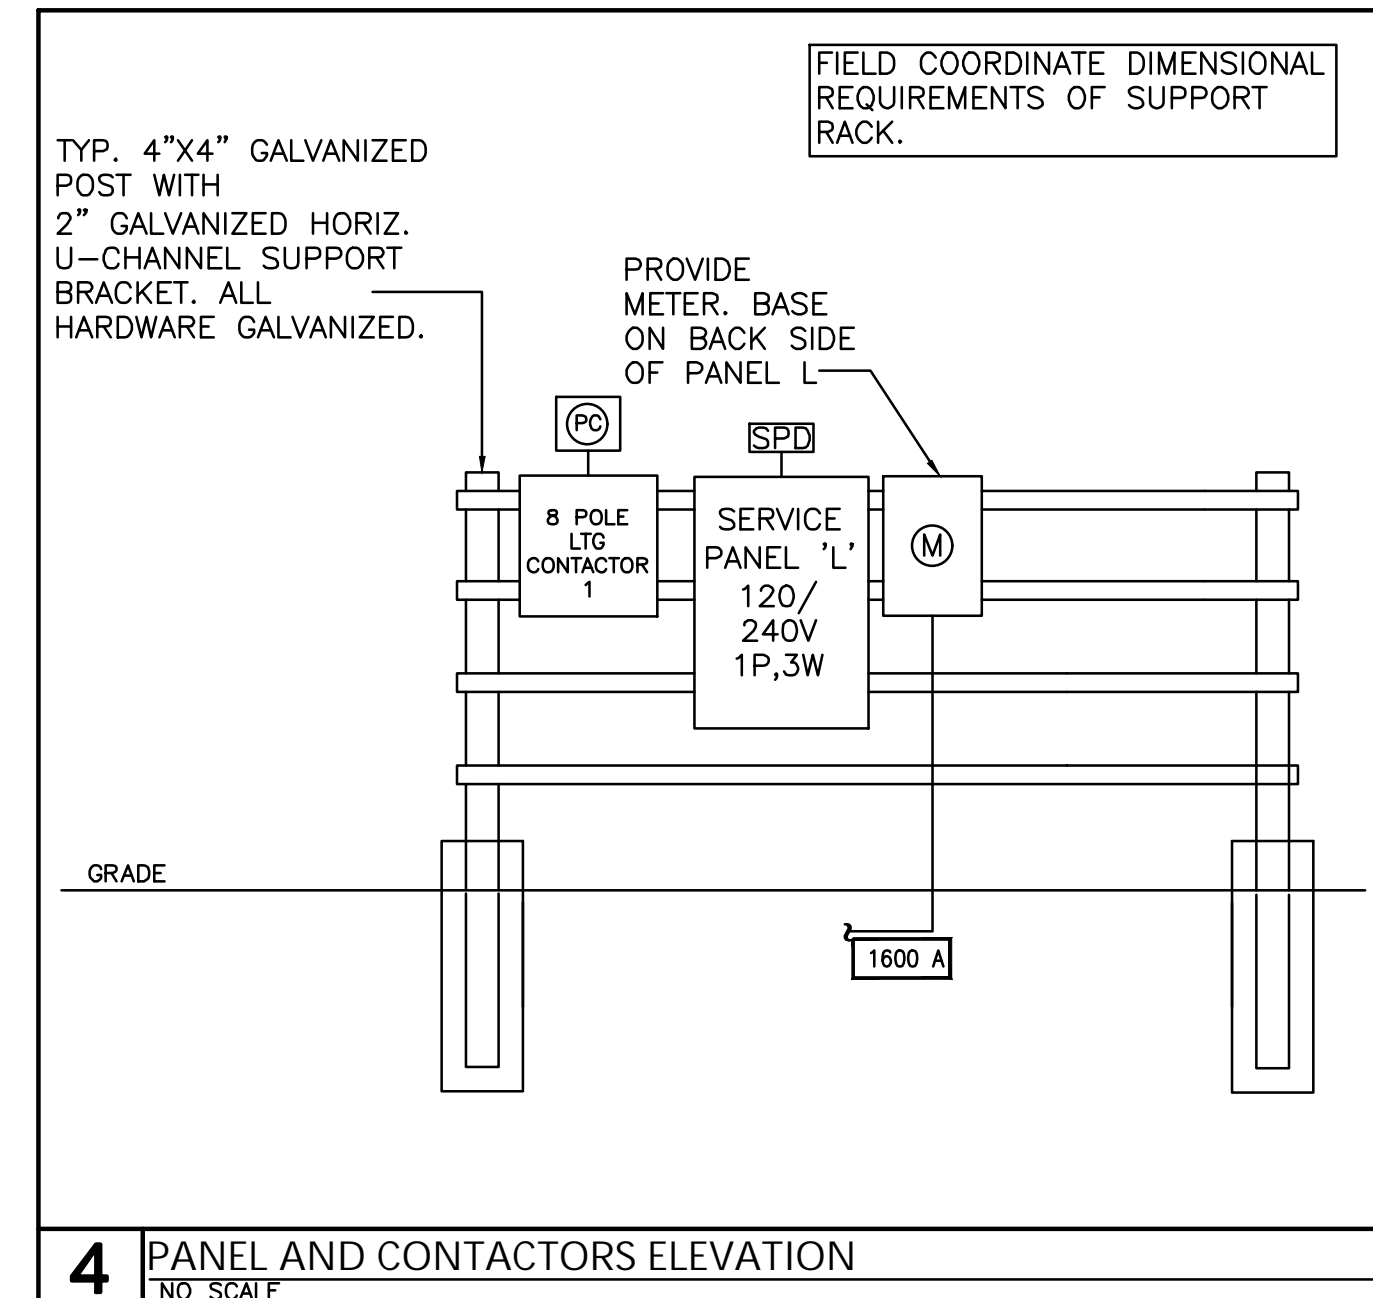 FIELD COORDINATE DIMENSIONAL
REQUIREMENTS OF SUPPORT
RACK.
TYP. 4"X4" GALVANIZED
POST WITH
2" GALVANIZED HORIZ.
U-CHANNEL SUPPORT
BRACKET. ALL
HARDWARE GALVANIZED.
PROVIDE
METER. BASE
ON BACK SIDE
OF PANEL L
PC
SPD
8 POLE
LTG
CONTACTOR
1
SERVICE
PANEL 'L'
120/
240V
1P,3W
M
GRADE
1600 A
4
PANEL AND CONTACTORS ELEVATION
NO SCALE